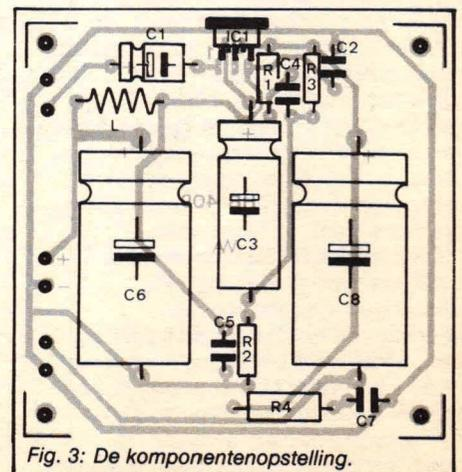 C1
IC1
C2
R1
C4
R3
L
+
+
+
C3
C6
C8
+
-
C5
R2
R4
C7
Fig. 3: De komponentenopstelling.